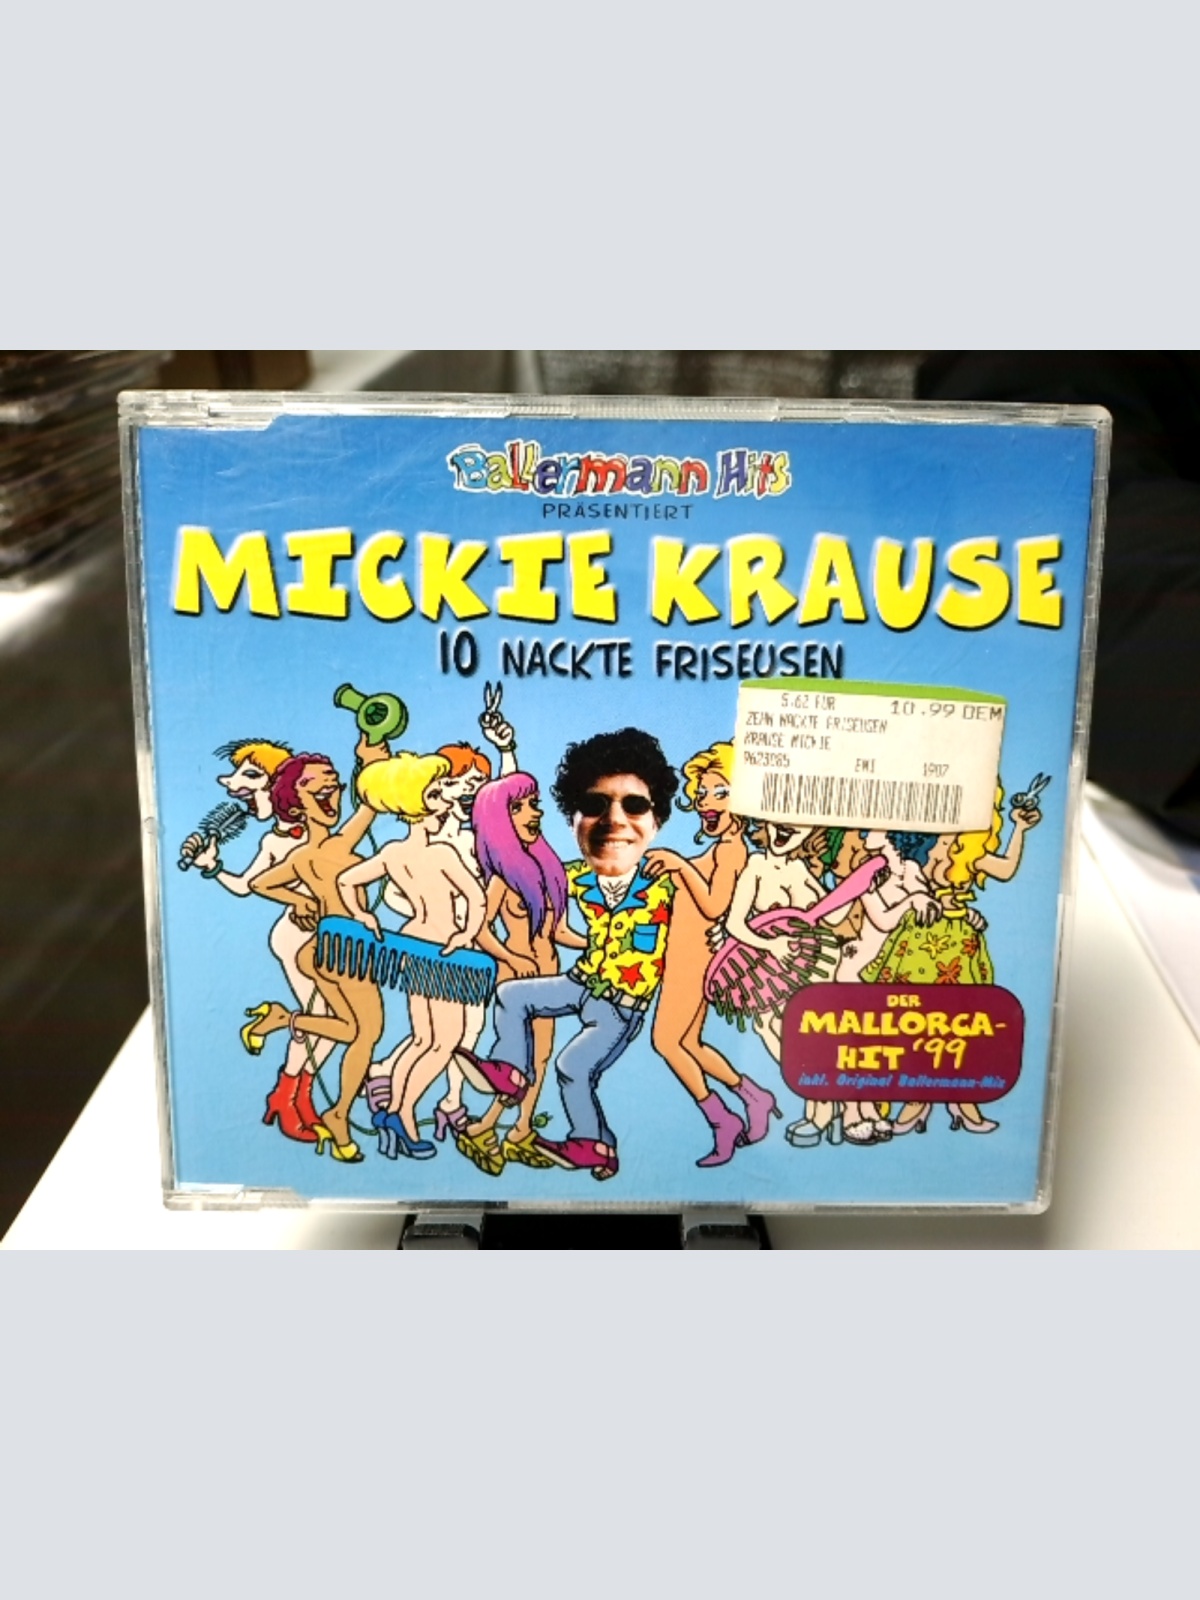 Ballermann Hits
PRÄSENTIERT
MICKIE KRAUSE
10 NACKTE FRISEUSEN
5.62 EUR 10.99 DEM
ZEHN NACKTE FRISEUSEN
KRAUSE MICKIE
EMI 1907
DER
MALLORCA-
HIT '99
inkl. Original Ballermann-Mix